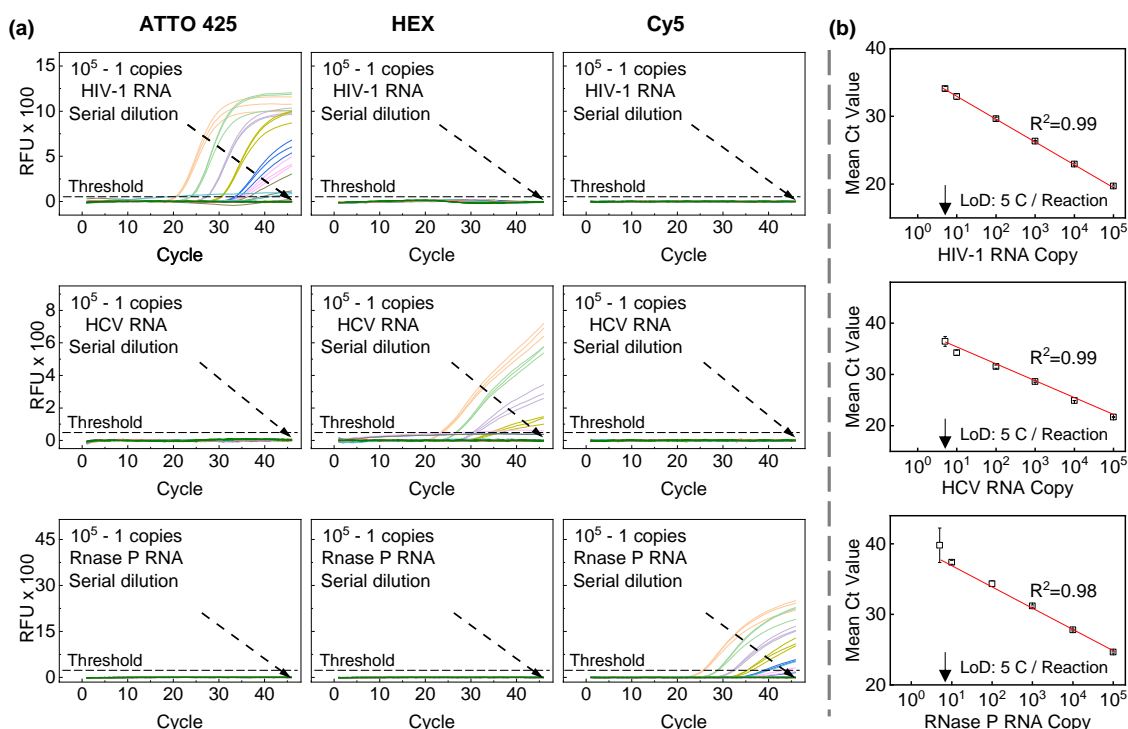 (a)
ATTO 425
HEX
Cy5
(b)
RFU x 100
15
10
5
0
10⁵ - 1 copies
HIV-1 RNA
Serial dilution
Threshold
0 10 20 30 40
Cycle
10⁵ - 1 copies
HIV-1 RNA
Serial dilution
Threshold
0 10 20 30 40
Cycle
10⁵ - 1 copies
HIV-1 RNA
Serial dilution
Threshold
0 10 20 30 40
Cycle
Mean Ct Value
40
20
R²=0.99
LoD: 5 C / Reaction
10⁰ 10¹ 10² 10³ 10⁴ 10⁵
HIV-1 RNA Copy
RFU x 100
8
6
4
2
0
10⁵ - 1 copies
HCV RNA
Serial dilution
Threshold
0 10 20 30 40
Cycle
10⁵ - 1 copies
HCV RNA
Serial dilution
Threshold
0 10 20 30 40
Cycle
10⁵ - 1 copies
HCV RNA
Serial dilution
Threshold
0 10 20 30 40
Cycle
Mean Ct Value
40
30
20
R²=0.99
LoD: 5 C / Reaction
10⁰ 10¹ 10² 10³ 10⁴ 10⁵
HCV RNA Copy
RFU x 100
45
30
15
0
10⁵ - 1 copies
Rnase P RNA
Serial dilution
Threshold
0 10 20 30 40
Cycle
10⁵ - 1 copies
Rnase P RNA
Serial dilution
Threshold
0 10 20 30 40
Cycle
10⁵ - 1 copies
Rnase P RNA
Serial dilution
Threshold
0 10 20 30 40
Cycle
Mean Ct Value
40
30
20
R²=0.98
LoD: 5 C / Reaction
10⁰ 10¹ 10² 10³ 10⁴ 10⁵
RNase P RNA Copy